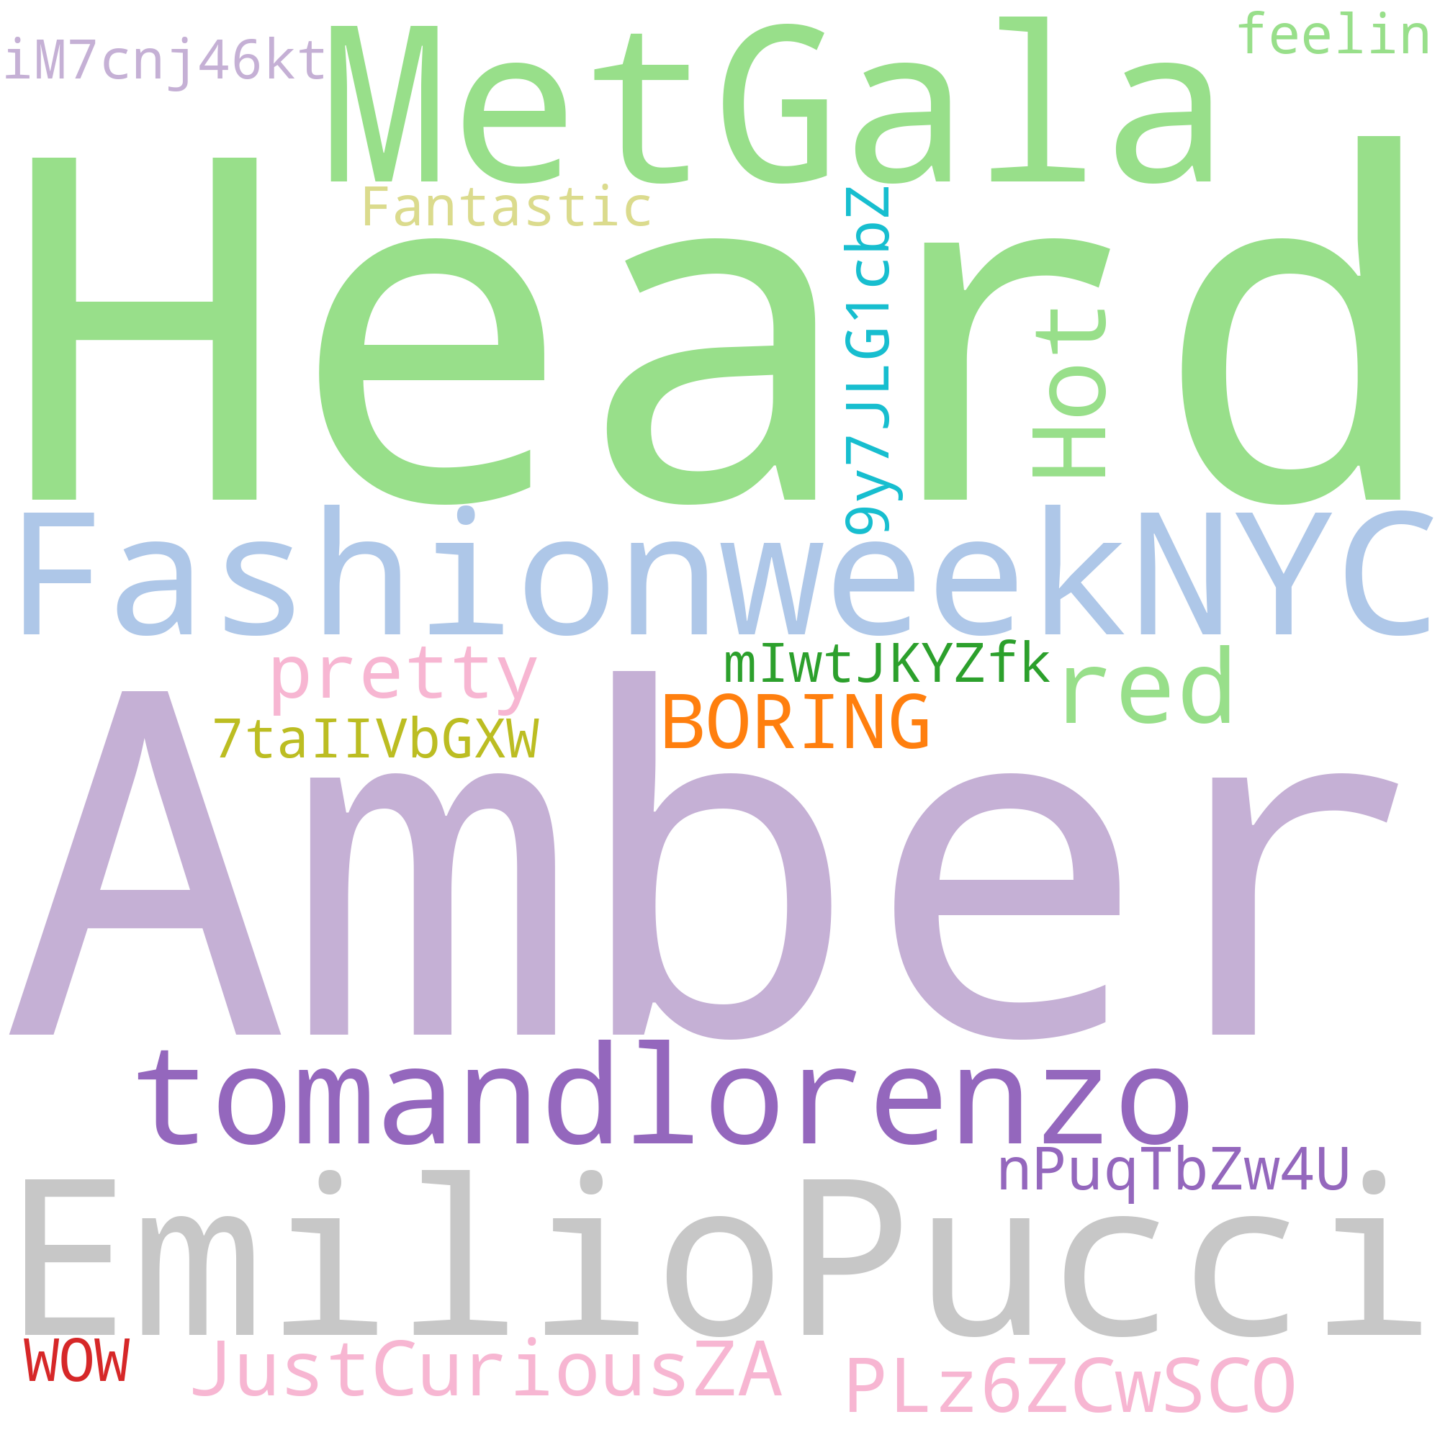 iM7cnj46kt
MetGala
feelin
Fantastic
Heard
9y7JLG1cbZ
Hot
FashionweekNYC
pretty
mIwtJKYZfk
red
7taIIVbGXW
BORING
Amber
tomandlorenzo
nPuqTbZw4U
EmilioPucci
WOW
JustCuriousZA
PLz6ZCwSCO